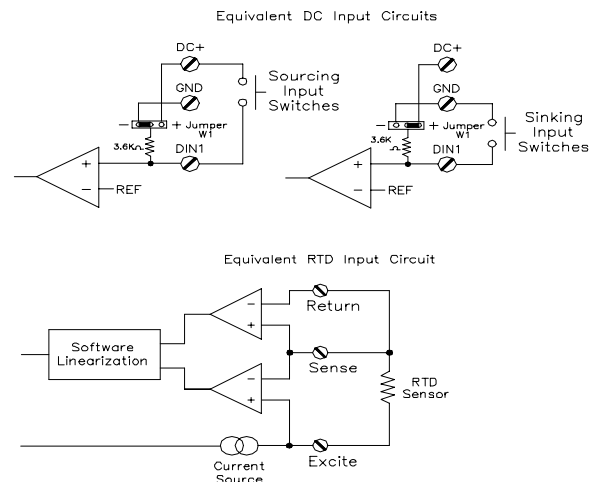 Equivalent DC Input Circuits
DC+
GND
Sourcing
Input
Switches
- + Jumper
W1
3.6KΩ
DIN1
+
-
REF
DC+
GND
Sinking
Input
Switches
- + Jumper
W1
3.6K
Ω
DIN1
+
-
REF
Equivalent RTD Input Circuit
-
+
Return
Software
Linearization
Sense
-
+
RTD
Sensor
Excite
Current
Source